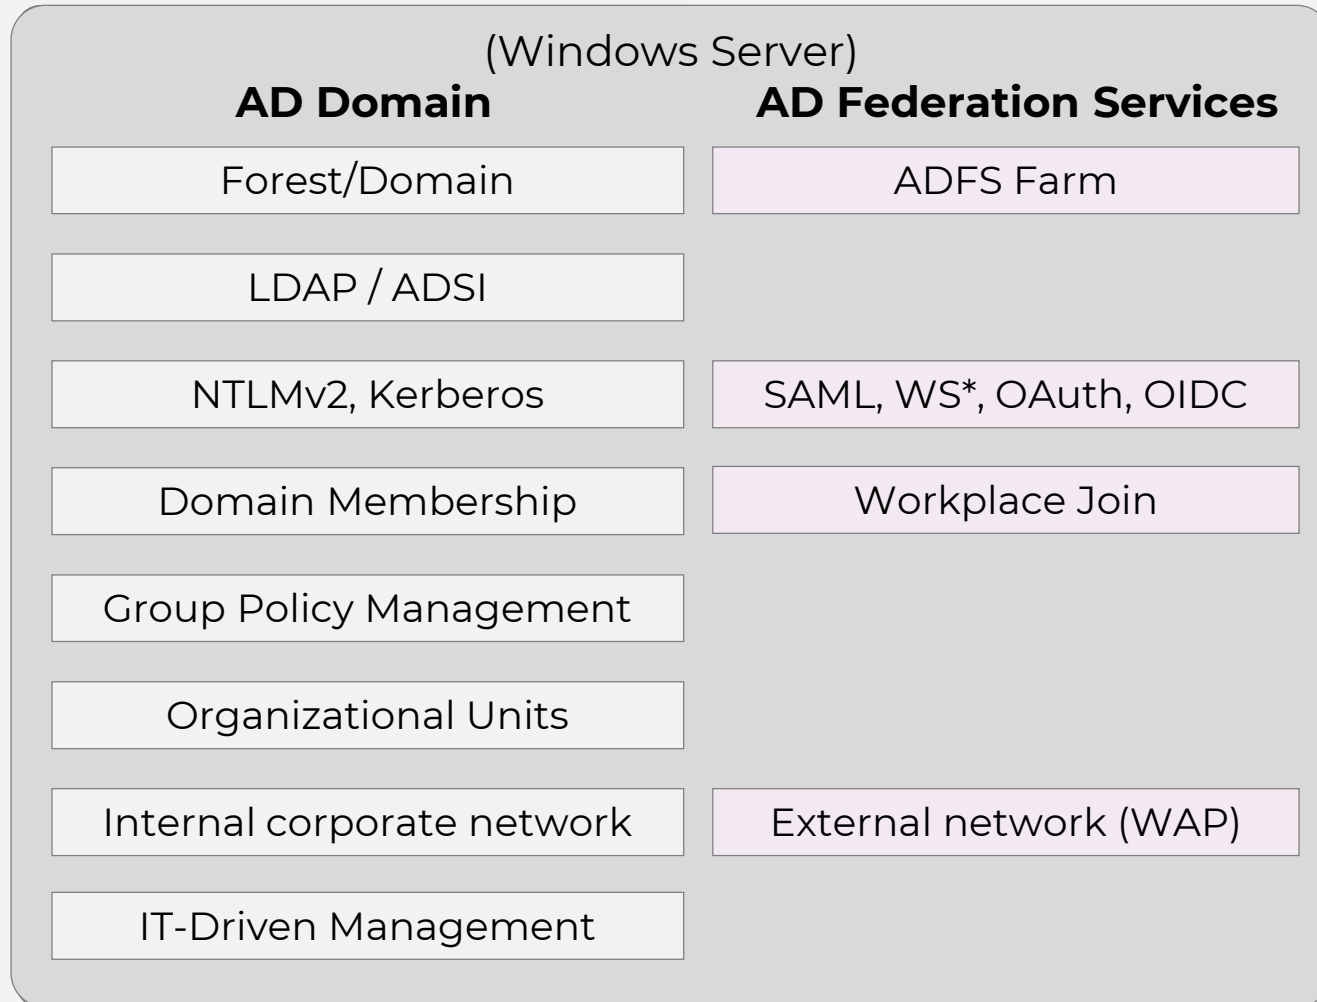 (Windows Server)
AD Domain
AD Federation Services
Forest/Domain
ADFS Farm
LDAP / ADSI
NTLMv2, Kerberos
SAML, WS*, OAuth, OIDC
Domain Membership
Workplace Join
Group Policy Management
Organizational Units
Internal corporate network
External network (WAP)
IT-Driven Management